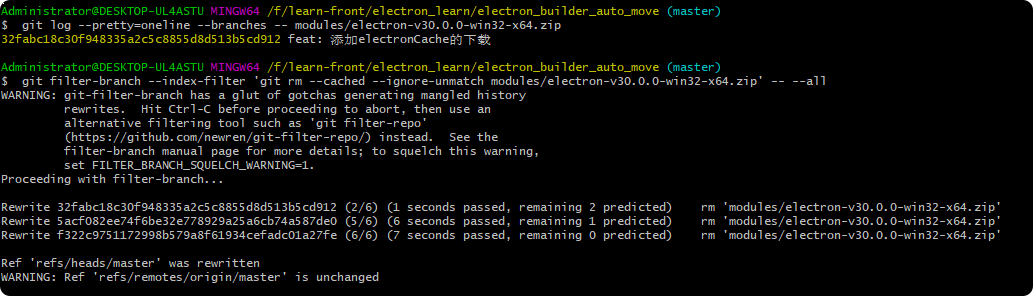 Administrator@DESKTOP-UL4ASTU MINGW64 /f/learn-front/electron_learn/electron_builder_auto_move (master)
$  git log --pretty=oneline --branches -- modules/electron-v30.0.0-win32-x64.zip
32fabc18c30f948335a2c5c8855d8d513b5cd912 feat: 添加electronCache的下载

Administrator@DESKTOP-UL4ASTU MINGW64 /f/learn-front/electron_learn/electron_builder_auto_move (master)
$  git filter-branch --index-filter 'git rm --cached --ignore-unmatch modules/electron-v30.0.0-win32-x64.zip' -- --all
WARNING: git-filter-branch has a glut of gotchas generating mangled history
         rewrites.  Hit Ctrl-C before proceeding to abort, then use an
         alternative filtering tool such as 'git filter-repo'
         (https://github.com/newren/git-filter-repo/) instead.  See the
         filter-branch manual page for more details; to squelch this warning,
         set FILTER_BRANCH_SQUELCH_WARNING=1.
Proceeding with filter-branch...

Rewrite 32fabc18c30f948335a2c5c8855d8d513b5cd912 (2/6) (1 seconds passed, remaining 2 predicted)    rm 'modules/electron-v30.0.0-win32-x64.zip'
Rewrite 5acf082ee74f6be32e778929a25a6cb74a587de0 (5/6) (6 seconds passed, remaining 1 predicted)    rm 'modules/electron-v30.0.0-win32-x64.zip'
Rewrite f322c9751172998b579a8f61934cefadc01a27fe (6/6) (7 seconds passed, remaining 0 predicted)    rm 'modules/electron-v30.0.0-win32-x64.zip'

Ref 'refs/heads/master' was rewritten
WARNING: Ref 'refs/remotes/origin/master' is unchanged